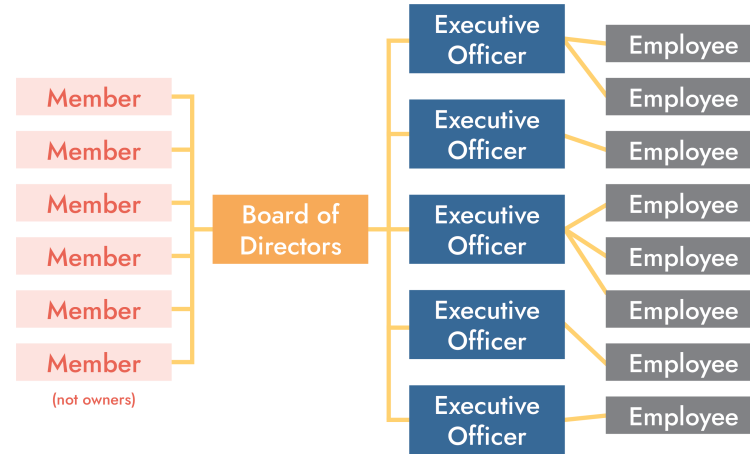 Member
Member
Member
Member
Member
Member
(not owners)
Board of
Directors
Executive
Officer
Executive
Officer
Executive
Officer
Executive
Officer
Executive
Officer
Employee
Employee
Employee
Employee
Employee
Employee
Employee
Employee